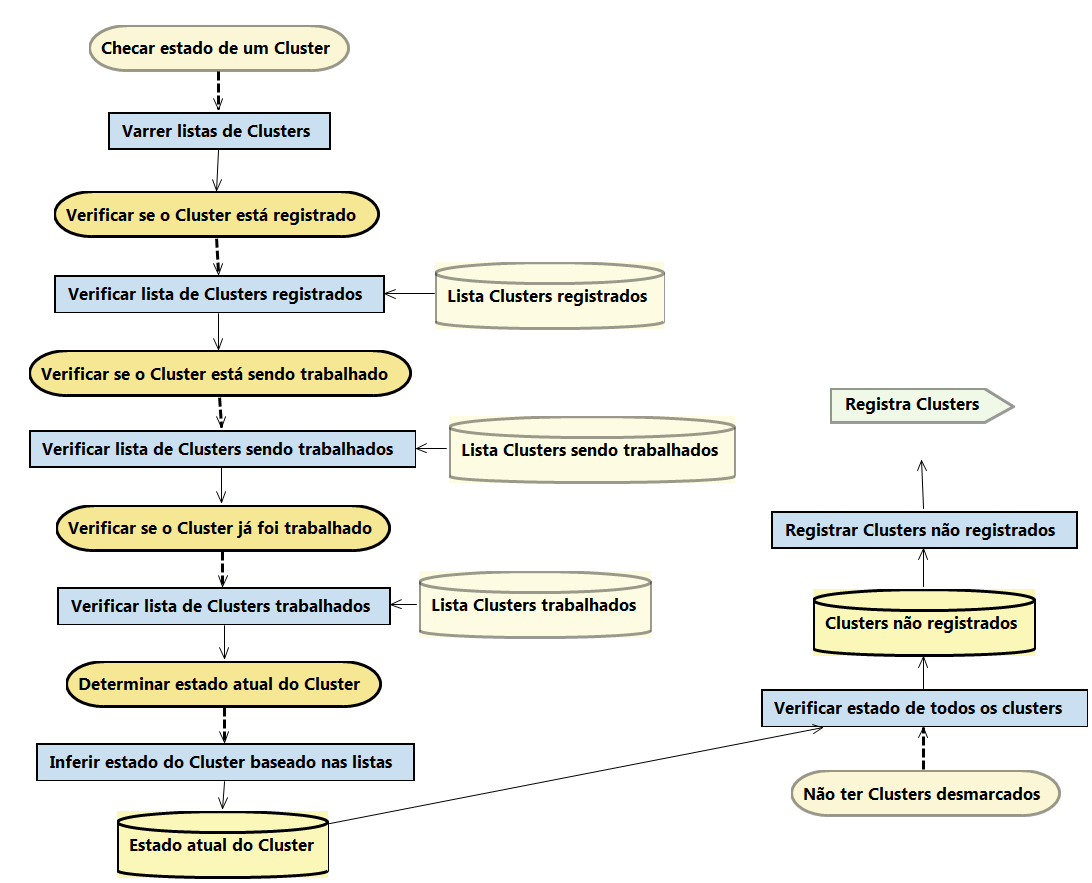 Checar estado de um Cluster
Varrer listas de Clusters
Verificar se o Cluster está registrado
Verificar lista de Clusters registrados
Lista Clusters registrados
Verificar se o Cluster está sendo trabalhado
Verificar lista de Clusters sendo trabalhados
Lista Clusters sendo trabalhados
Verificar se o Cluster já foi trabalhado
Verificar lista de Clusters trabalhados
Lista Clusters trabalhados
Determinar estado atual do Cluster
Inferir estado do Cluster baseado nas listas
Estado atual do Cluster
Registra Clusters
Registrar Clusters não registrados
Clusters não registrados
Verificar estado de todos os clusters
Não ter Clusters desmarcados